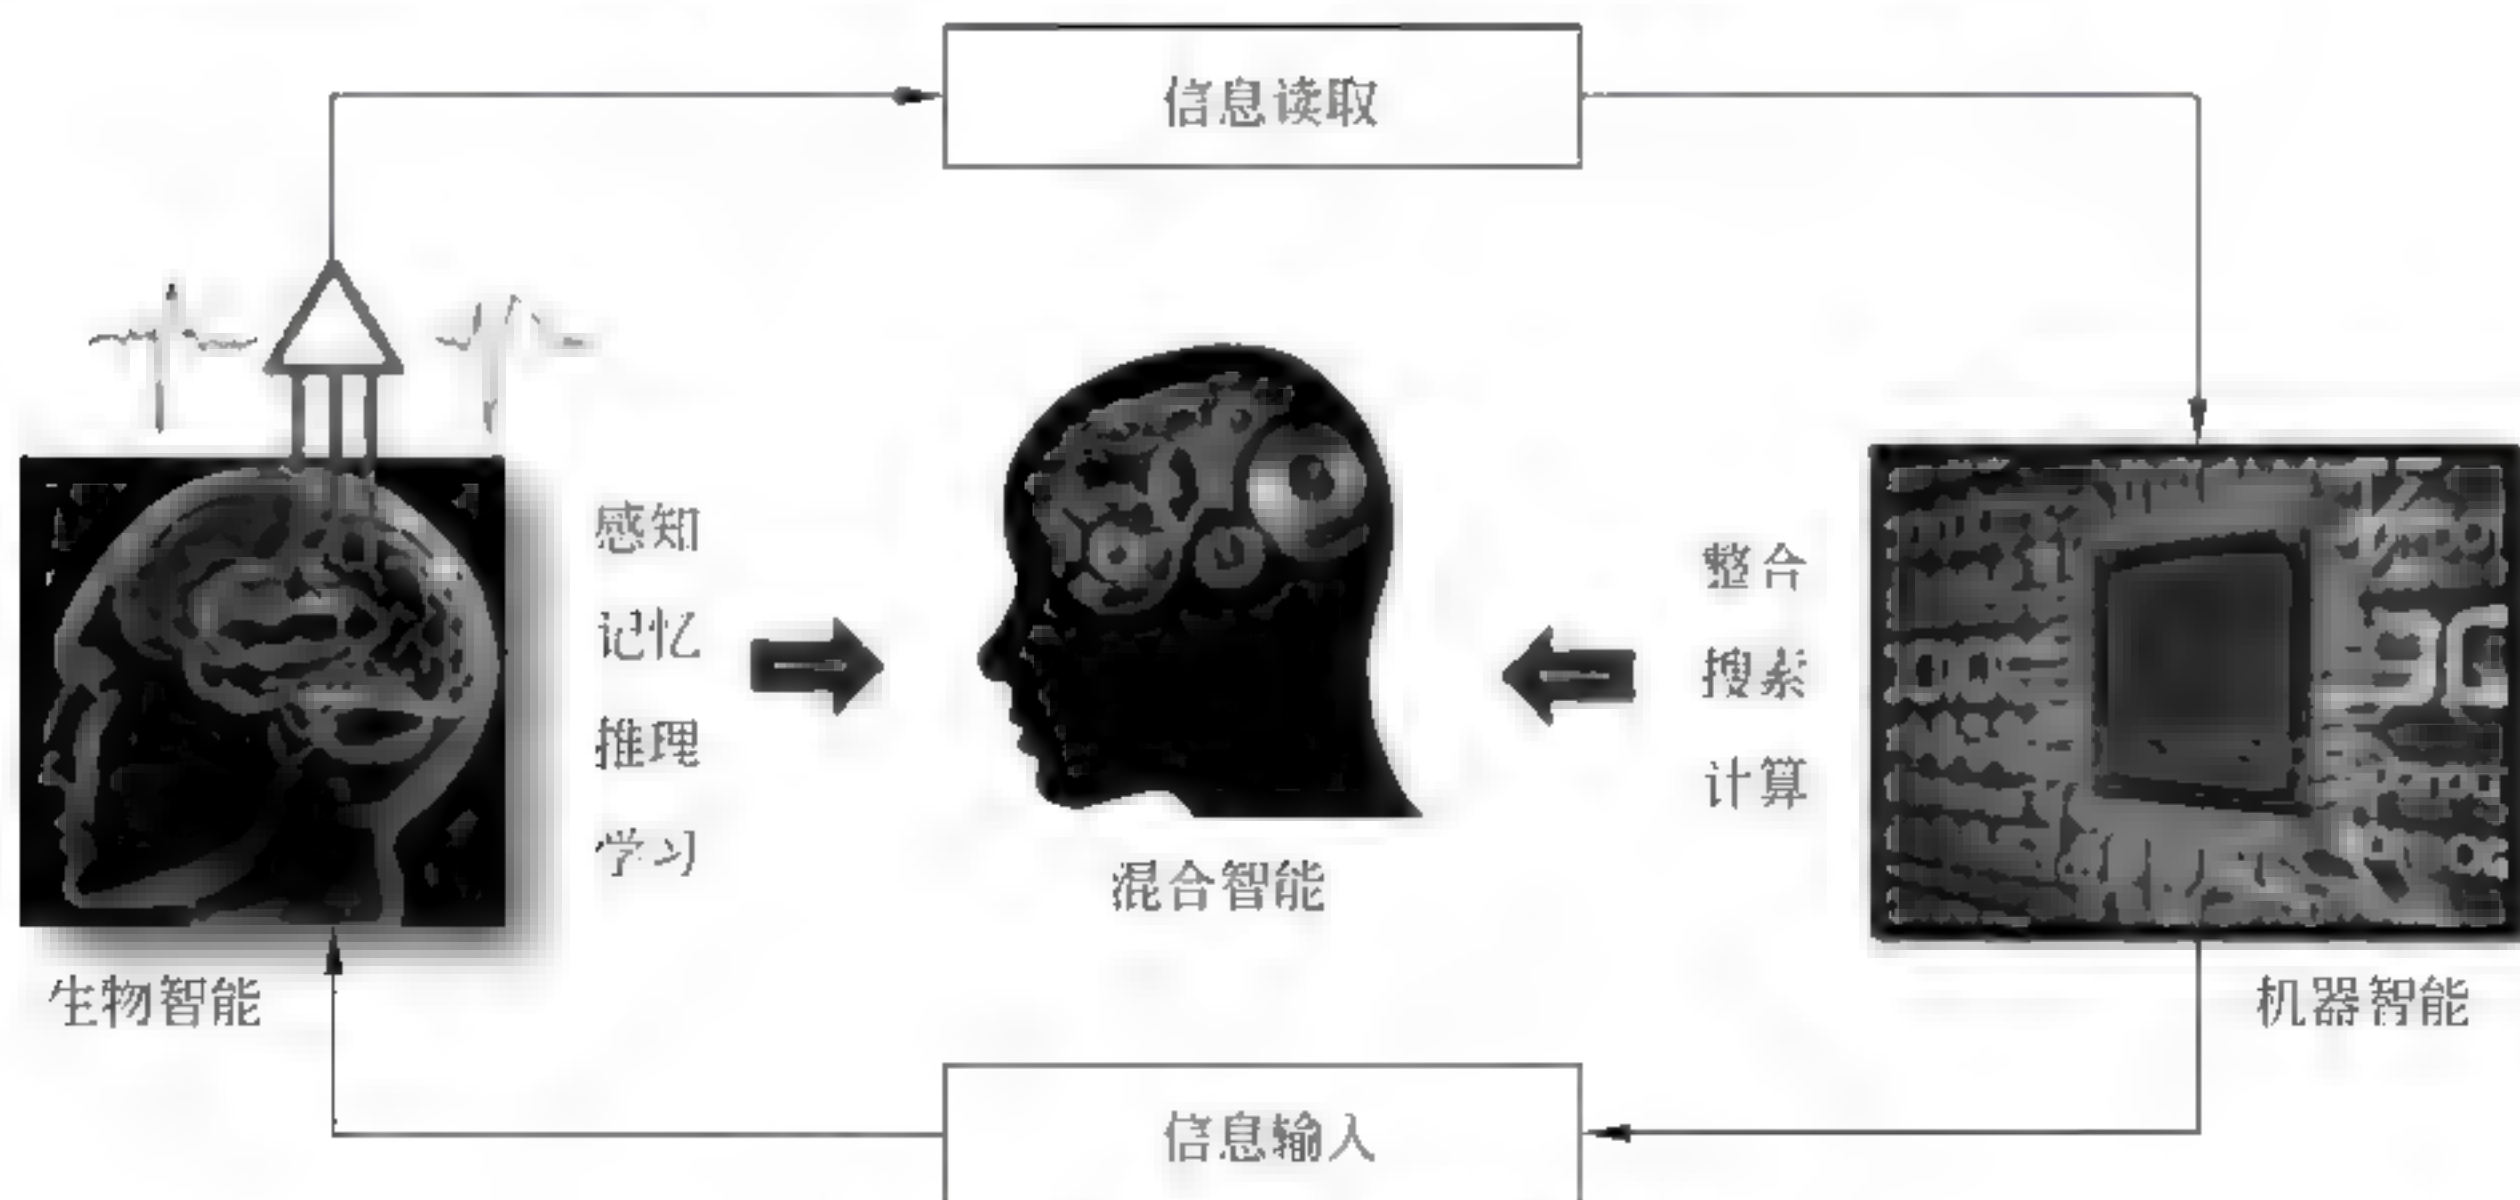 信息读取
感知
记忆
推理
学习
混合智能
整合
搜索
计算
生物智能
机器智能
信息输入